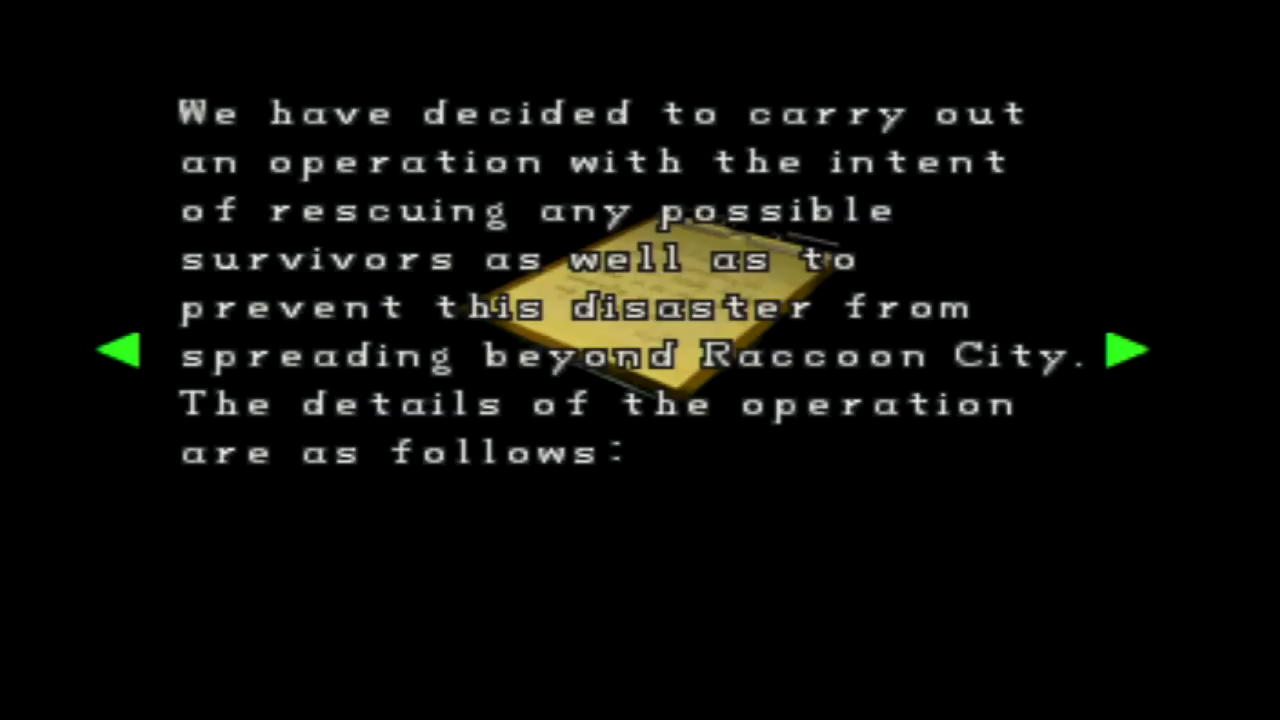 We have decided to carry out
an operation with the intent
of rescuing any possible
survivors as well as to
prevent this disaster from
spreading beyond Raccoon City.
The details of the operation
are as follows: